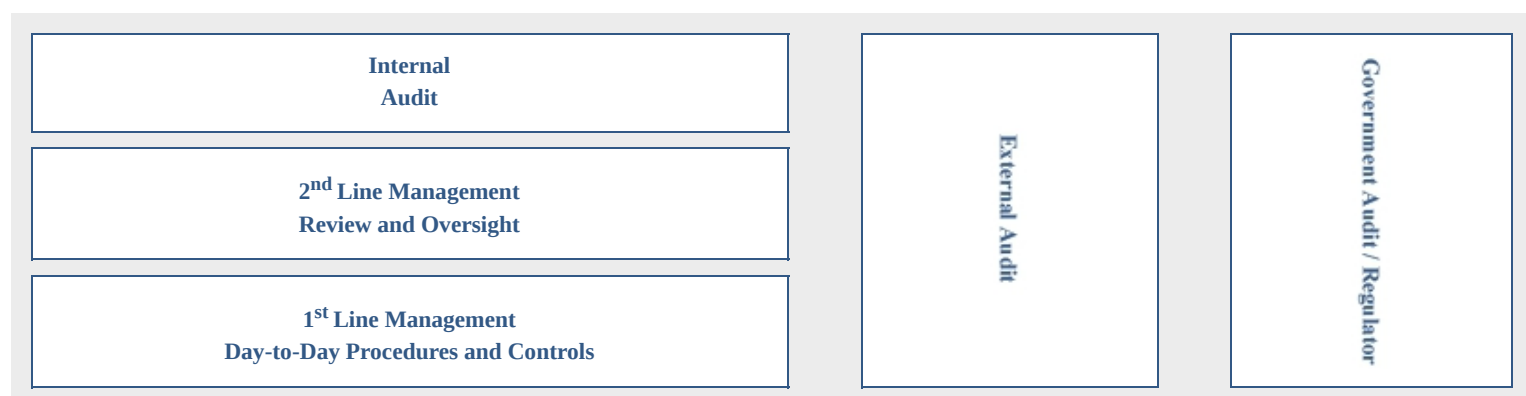 Internal
Audit
2nd Line Management
Review and Oversight
1st Line Management
Day-to-Day Procedures and Controls
External Audit
Government Audit / Regulator